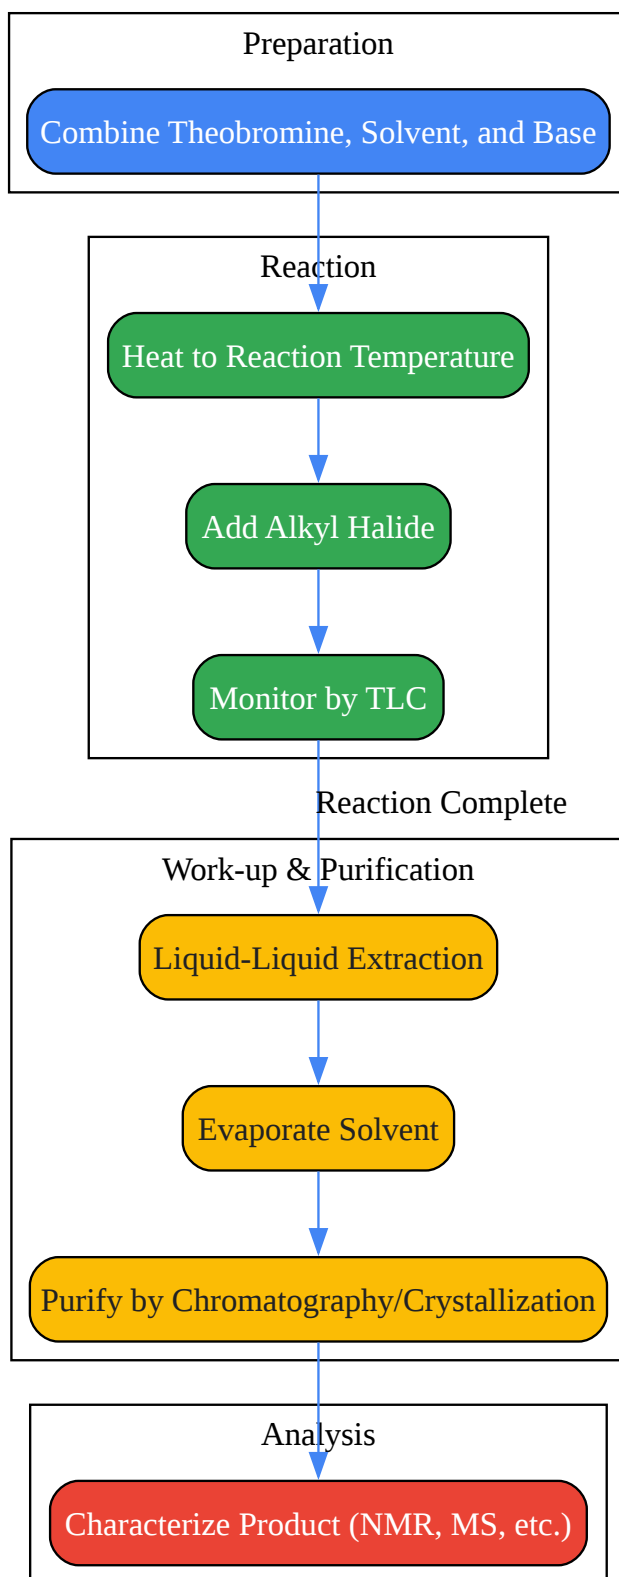 Preparation
Combine Theobromine, Solvent, and Base
Reaction
Heat to Reaction Temperature
Add Alkyl Halide
Monitor by TLC
Reaction Complete
Work-up & Purification
Liquid-Liquid Extraction
Evaporate Solvent
Purify by Chromatography/Crystallization
Analysis
Characterize Product (NMR, MS, etc.)